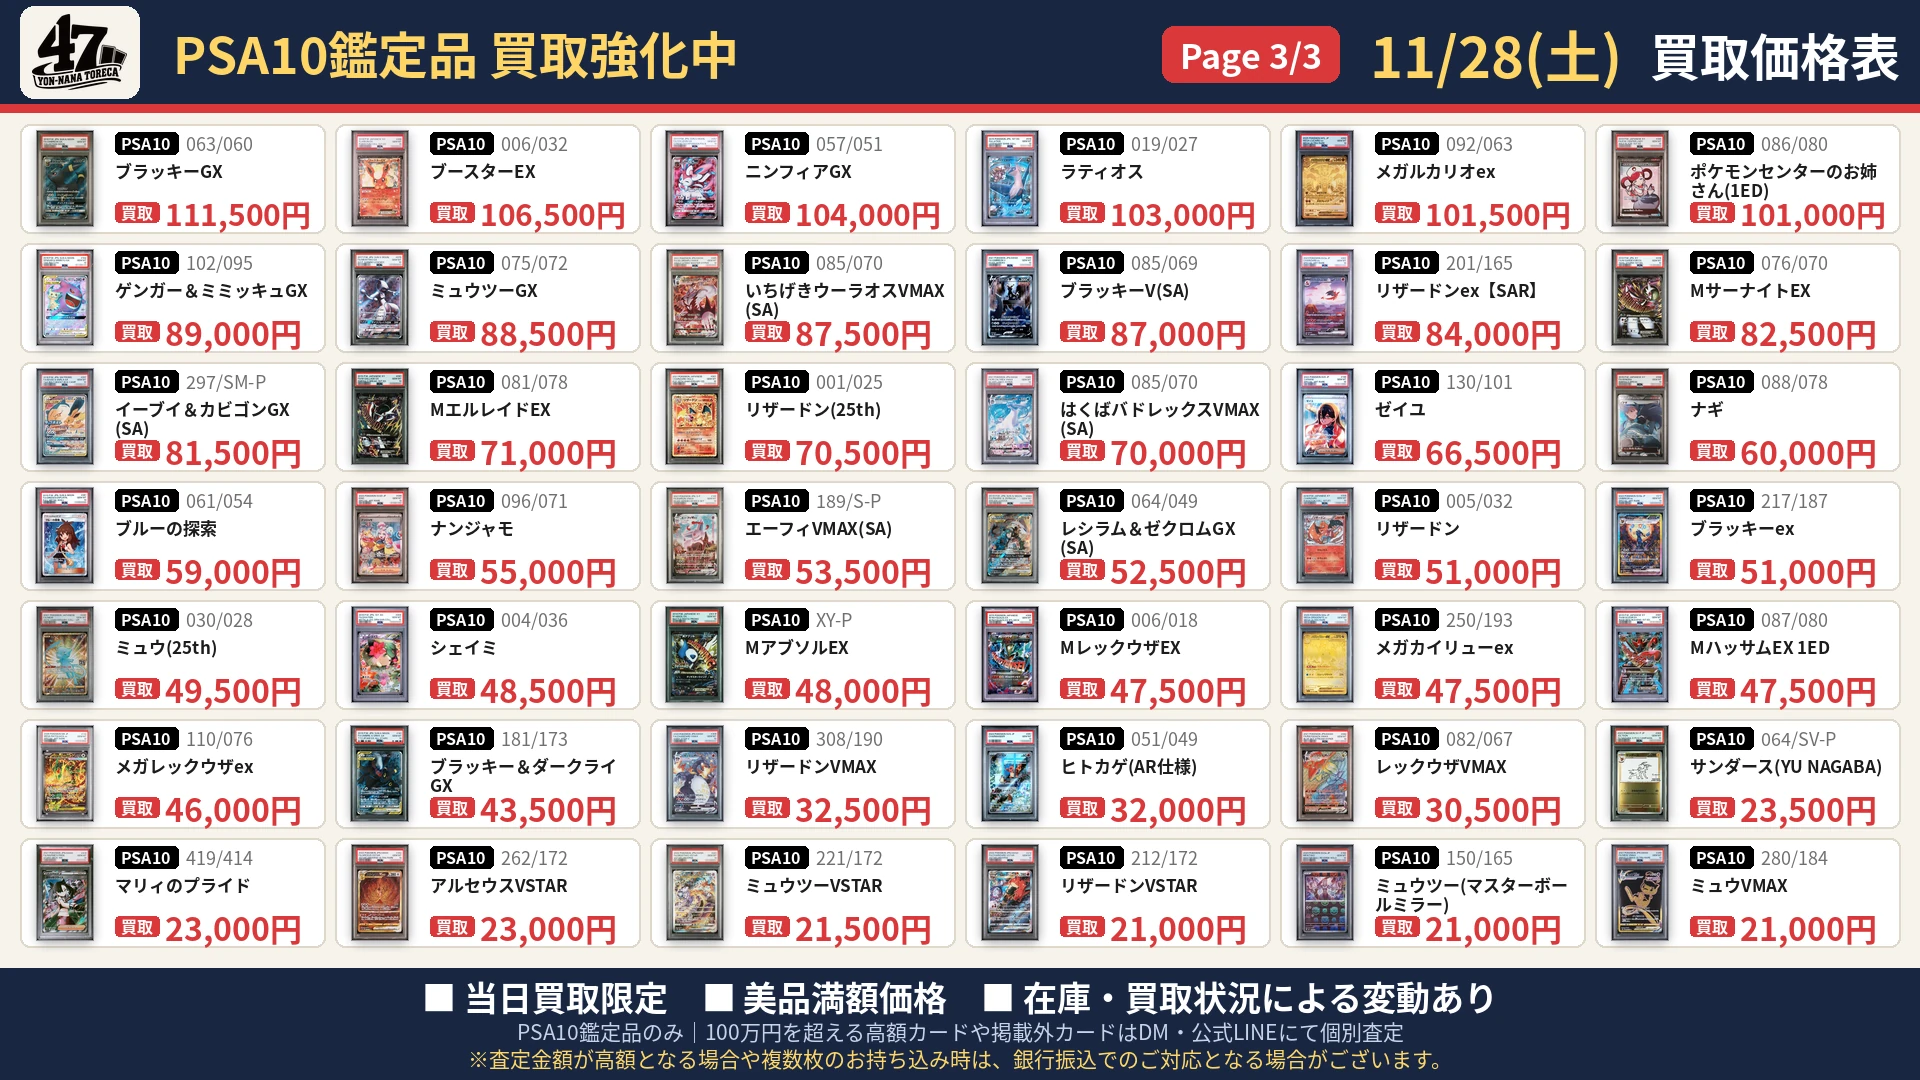 47
YON-NANA TORECA
PSA10鑑定品 買取強化中
Page 3/3
11/28(土) 買取価格表
PSA10 063/060
ブラッキーGX
買取 111,500円
PSA10 006/032
ブースターEX
買取 106,500円
PSA10 057/051
ニンフィアGX
買取 104,000円
PSA10 019/027
ラティオス
買取 103,000円
PSA10 092/063
メガルカリオex
買取 101,500円
PSA10 086/080
ポケモンセンターのお姉
さん(1ED)
買取 101,000円
PSA10 102/095
ゲンガー＆ミミッキュGX
買取 89,000円
PSA10 075/072
ミュウツーGX
買取 88,500円
PSA10 085/070
いちげきウーラオスVMAX
(SA)
買取 87,500円
PSA10 085/069
ブラッキーV(SA)
買取 87,000円
PSA10 201/165
リザードンex【SAR】
買取 84,000円
PSA10 076/070
MサーナイトEX
買取 82,500円
PSA10 297/SM-P
イーブイ＆カビゴンGX
(SA)
買取 81,500円
PSA10 081/078
MエルレイドEX
買取 71,000円
PSA10 001/025
リザードン(25th)
買取 70,500円
PSA10 085/070
はくばバドレックスVMAX
(SA)
買取 70,000円
PSA10 130/101
ゼイユ
買取 66,500円
PSA10 088/078
ナギ
買取 60,000円
PSA10 061/054
ブルーの探索
買取 59,000円
PSA10 096/071
ナンジャモ
買取 55,000円
PSA10 189/S-P
エーフィVMAX(SA)
買取 53,500円
PSA10 064/049
レシラム＆ゼクロムGX
(SA)
買取 52,500円
PSA10 005/032
リザードン
買取 51,000円
PSA10 217/187
ブラッキーex
買取 51,000円
PSA10 030/028
ミュウ(25th)
買取 49,500円
PSA10 004/036
シェイミ
買取 48,500円
PSA10 XY-P
MアブソルEX
買取 48,000円
PSA10 006/018
MレックウザEX
買取 47,500円
PSA10 250/193
メガカイリューex
買取 47,500円
PSA10 087/080
MハッサムEX 1ED
買取 47,500円
PSA10 110/076
メガレックウザex
買取 46,000円
PSA10 181/173
ブラッキー＆ダークライ
GX
買取 43,500円
PSA10 308/190
リザードンVMAX
買取 32,500円
PSA10 051/049
ヒトカゲ(AR仕様)
買取 32,000円
PSA10 082/067
レックウザVMAX
買取 30,500円
PSA10 064/SV-P
サンダース(YU NAGABA)
買取 23,500円
PSA10 419/414
マリィのプライド
買取 23,000円
PSA10 262/172
アルセウスVSTAR
買取 23,000円
PSA10 221/172
ミュウツーVSTAR
買取 21,500円
PSA10 212/172
リザードンVSTAR
買取 21,000円
PSA10 150/165
ミュウツー(マスターボー
ルミラー)
買取 21,000円
PSA10 280/184
ミュウVMAX
買取 21,000円
■ 当日買取限定 ■ 美品満額価格 ■ 在庫・買取状況による変動あり
PSA10鑑定品のみ｜100万円を超える高額カードや掲載外カードはDM・公式LINEにて個別査定
※査定金額が高額となる場合や複数枚のお持ち込み時は、銀行振込でのご対応となる場合がございます。